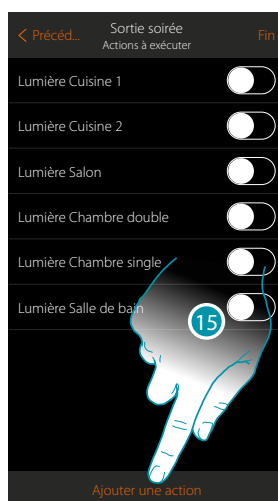 < Précéd... Sortie soirée Fin
Actions à exécuter
Lumière Cuisine 1
Lumière Cuisine 2
Lumière Salon
Lumière Chambre double
Lumière Chambre single
Lumière Salle de bain
15
Ajouter une action